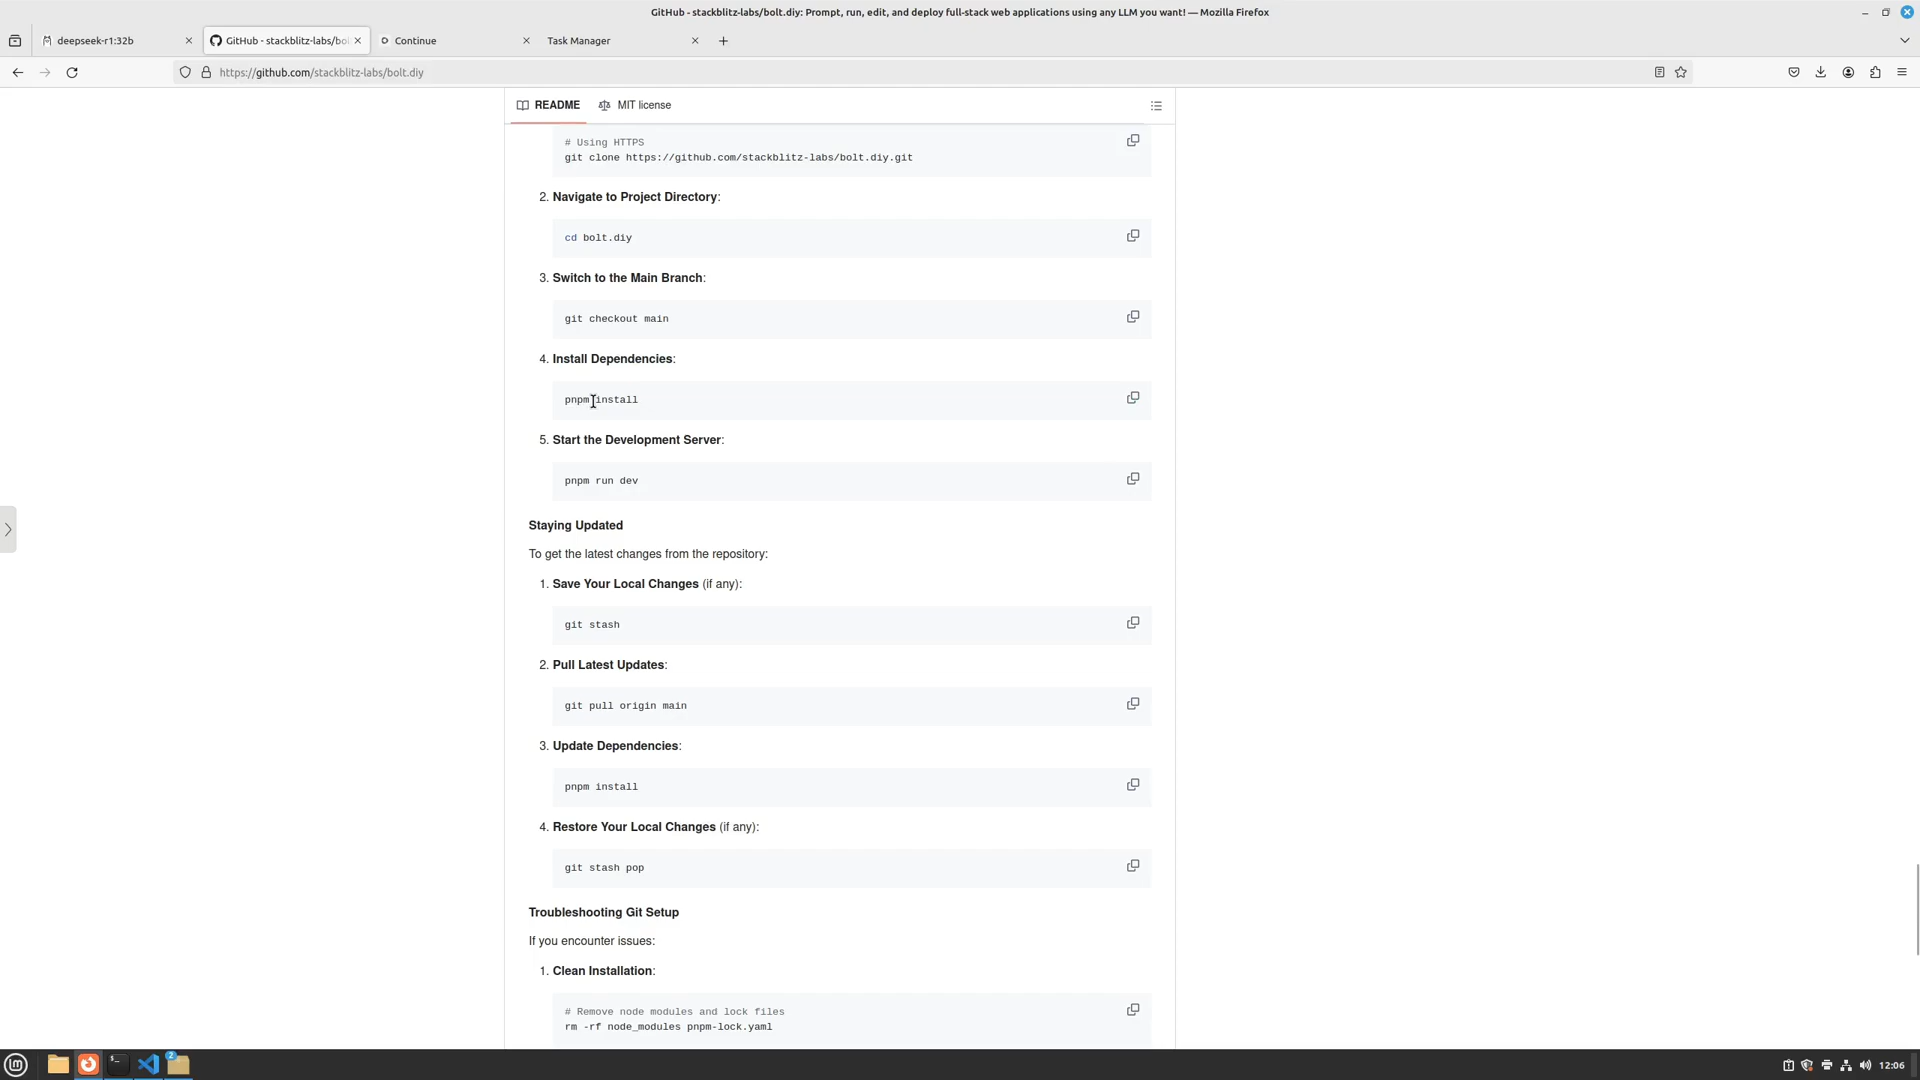 GitHub - stackblitz-labs/bolt.diy: Prompt, run, edit, and deploy full-stack web applications using any LLM you want! — Mozilla Firefox
deepseek-r1:32b
GitHub - stackblitz-labs/bol
Continue
Task Manager
https://github.com/stackblitz-labs/bolt.diy
README
MIT license
# Using HTTPS
git clone https://github.com/stackblitz-labs/bolt.diy.git
2. Navigate to Project Directory:
cd bolt.diy
3. Switch to the Main Branch:
git checkout main
4. Install Dependencies:
pnpm install
5. Start the Development Server:
pnpm run dev
Staying Updated
To get the latest changes from the repository:
1. Save Your Local Changes (if any):
git stash
2. Pull Latest Updates:
git pull origin main
3. Update Dependencies:
pnpm install
4. Restore Your Local Changes (if any):
git stash pop
Troubleshooting Git Setup
If you encounter issues:
1. Clean Installation:
# Remove node modules and lock files
rm -rf node_modules pnpm-lock.yaml
2
12:06